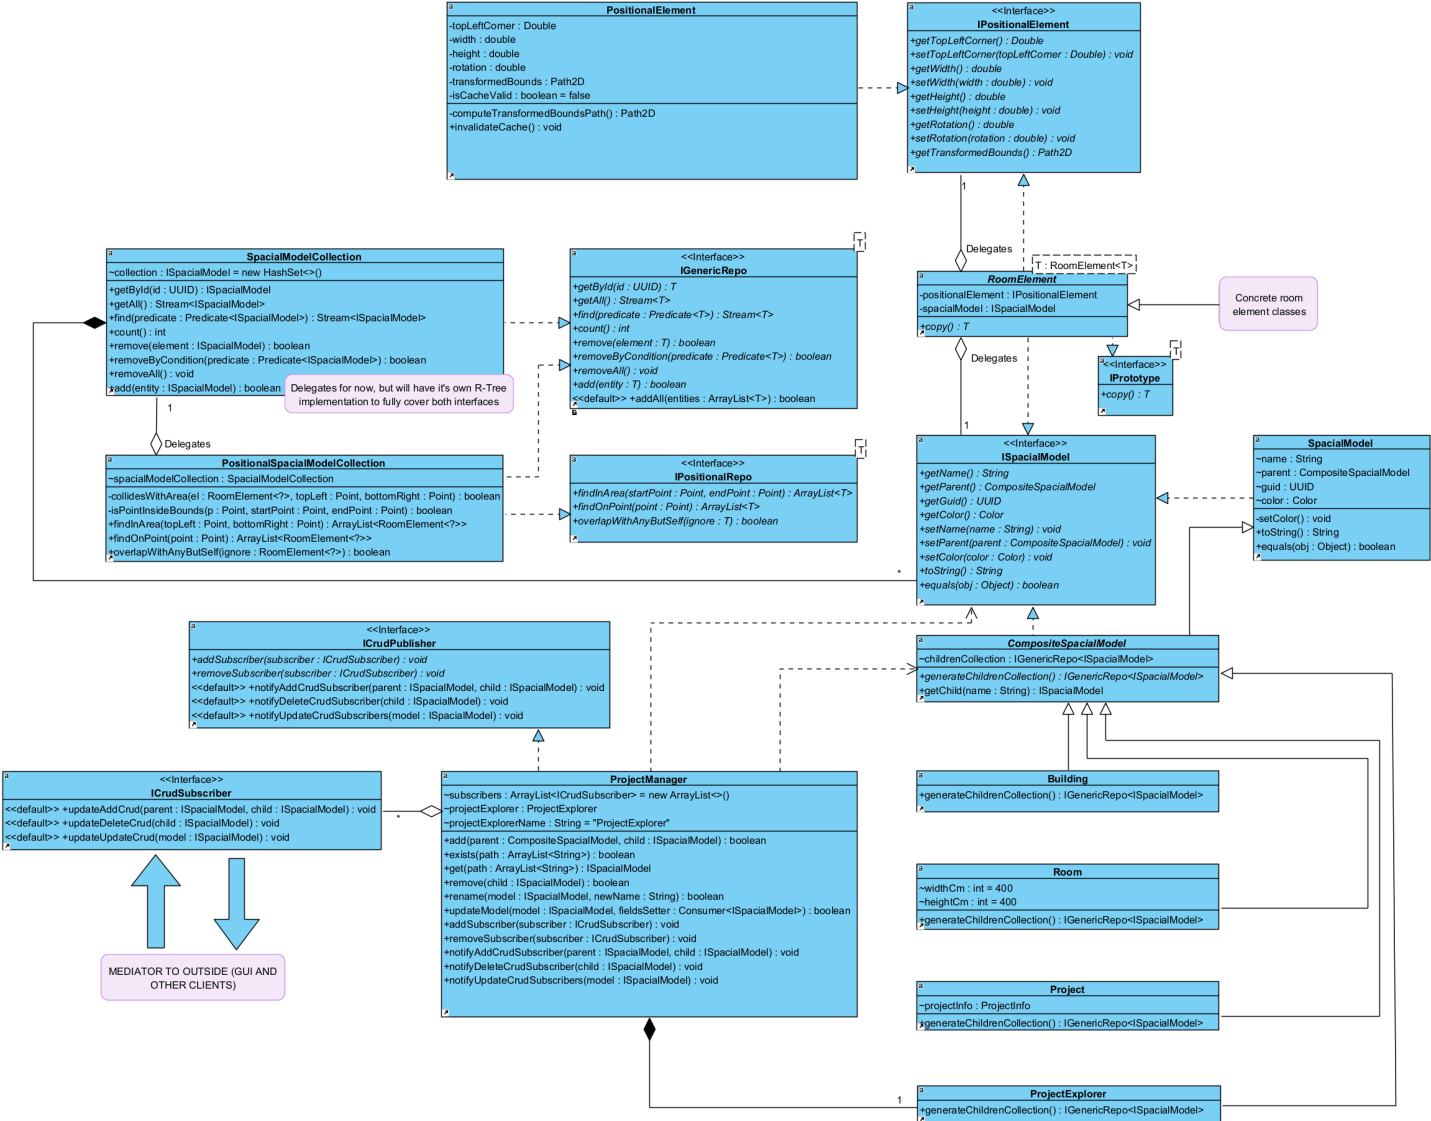 PositionalElement
-topLeftCorner : Double
-width : double
-height : double
-rotation : double
-transformedBounds : Path2D
-isCacheValid : boolean = false
-computeTransformedBoundsPath() : Path2D
+invalidateCache() : void
<<Interface>>
IPositionalElement
+getTopLeftCorner() : Double
+setTopLeftCorner(topLeftCorner : Double) : void
+getWidth() : double
+setWidth(width : double) : void
+getHeight() : double
+setHeight(height : double) : void
+getRotation() : double
+setRotation(rotation : double) : void
+getTransformedBounds() : Path2D
1
Delegates
SpacialModelCollection
~collection : ISpacialModel = new HashSet<>()
+getById(id : UUID) : ISpacialModel
+getAll() : Stream<ISpacialModel>
+find(predicate : Predicate<ISpacialModel>) : Stream<ISpacialModel>
+count() : int
+remove(element : ISpacialModel) : boolean
+removeByCondition(predicate : Predicate<ISpacialModel>) : boolean
+removeAll() : void
+add(entity : ISpacialModel) : boolean
Delegates for now, but will have it's own R-Tree
implementation to fully cover both interfaces
1
Delegates
T
<<Interface>>
IGenericRepo
+getById(id : UUID) : T
+getAll() : Stream<T>
+find(predicate : Predicate<T>) : Stream<T>
+count() : int
+remove(element : T) : boolean
+removeByCondition(predicate : Predicate<T>) : boolean
+removeAll() : void
+add(entity : T) : boolean
<<default>> +addAll(entities : ArrayList<T>) : boolean
T : RoomElement<T>
RoomElement
-positionalElement : IPositionalElement
-spacialModel : ISpacialModel
+copy() : T
Concrete room
element classes
Delegates
1
T
<<Interface>>
IPrototype
+copy() : T
PositionalSpacialModelCollection
~spacialModelCollection : SpacialModelCollection
-collidesWithArea(el : RoomElement<?>, topLeft : Point, bottomRight : Point) : boolean
-isPointInsideBounds(p : Point, startPoint : Point, endPoint : Point) : boolean
+findInArea(topLeft : Point, bottomRight : Point) : ArrayList<RoomElement<?>>
+findOnPoint(point : Point) : ArrayList<RoomElement<?>>
+overlapWithAnyButSelf(ignore : RoomElement<?>) : boolean
T
<<Interface>>
IPositionalRepo
+findInArea(startPoint : Point, endPoint : Point) : ArrayList<T>
+findOnPoint(point : Point) : ArrayList<T>
+overlapWithAnyButSelf(ignore : T) : boolean
<<Interface>>
ISpacialModel
+getName() : String
+getParent() : CompositeSpacialModel
+getGuid() : UUID
+getColor() : Color
+setName(name : String) : void
+setParent(parent : CompositeSpacialModel) : void
+setColor(color : Color) : void
+toString() : String
+equals(obj : Object) : boolean
*
SpacialModel
~name : String
~parent : CompositeSpacialModel
~guid : UUID
~color : Color
-setColor() : void
+toString() : String
+equals(obj : Object) : boolean
<<Interface>>
ICrudPublisher
+addSubscriber(subscriber : ICrudSubscriber) : void
+removeSubscriber(subscriber : ICrudSubscriber) : void
<<default>> +notifyAddCrudSubscriber(parent : ISpacialModel, child : ISpacialModel) : void
<<default>> +notifyDeleteCrudSubscriber(child : ISpacialModel) : void
<<default>> +notifyUpdateCrudSubscribers(model : ISpacialModel) : void
CompositeSpacialModel
~childrenCollection : IGenericRepo<ISpacialModel>
+generateChildrenCollection() : IGenericRepo<ISpacialModel>
+getChild(name : String) : ISpacialModel
<<Interface>>
ICrudSubscriber
<<default>> +updateAddCrud(parent : ISpacialModel, child : ISpacialModel) : void
<<default>> +updateDeleteCrud(child : ISpacialModel) : void
<<default>> +updateUpdateCrud(model : ISpacialModel) : void
*
MEDIATOR TO OUTSIDE (GUI AND
OTHER CLIENTS)
ProjectManager
~subscribers : ArrayList<ICrudSubscriber> = new ArrayList<>()
~projectExplorer : ProjectExplorer
~projectExplorerName : String = "ProjectExplorer"
+add(parent : CompositeSpacialModel, child : ISpacialModel) : boolean
+exists(path : ArrayList<String>) : boolean
+get(path : ArrayList<String>) : ISpacialModel
+remove(child : ISpacialModel) : boolean
+rename(model : ISpacialModel, newName : String) : boolean
+updateModel(model : ISpacialModel, fieldsSetter : Consumer<ISpacialModel>) : boolean
+addSubscriber(subscriber : ICrudSubscriber) : void
+removeSubscriber(subscriber : ICrudSubscriber) : void
+notifyAddCrudSubscriber(parent : ISpacialModel, child : ISpacialModel) : void
+notifyDeleteCrudSubscriber(child : ISpacialModel) : void
+notifyUpdateCrudSubscribers(model : ISpacialModel) : void
Building
+generateChildrenCollection() : IGenericRepo<ISpacialModel>
Room
~widthCm : int = 400
~heightCm : int = 400
+generateChildrenCollection() : IGenericRepo<ISpacialModel>
Project
~projectInfo : ProjectInfo
+generateChildrenCollection() : IGenericRepo<ISpacialModel>
1
ProjectExplorer
+generateChildrenCollection() : IGenericRepo<ISpacialModel>